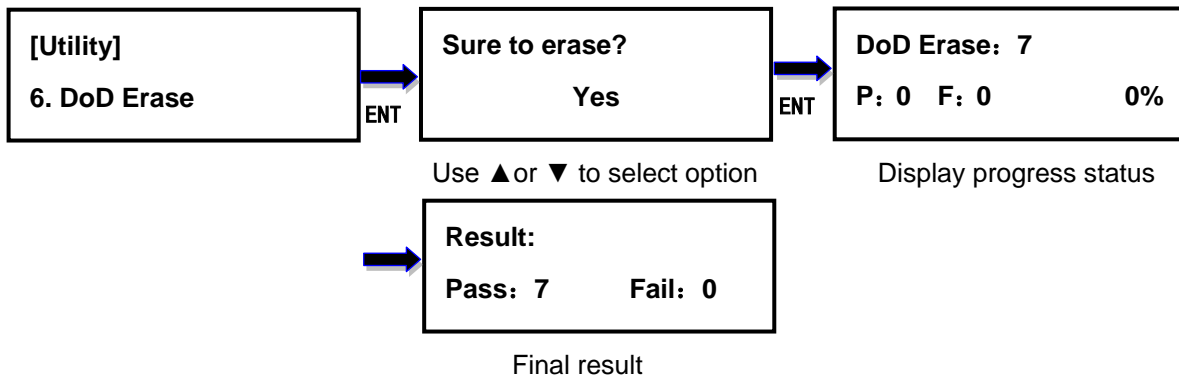 [Utility]
6. DoD Erase
ENT
Sure to erase?
Yes
Use ▲or ▼ to select option
ENT
DoD Erase：7
P：0 F：0 0%
Display progress status
Result:
Pass：7 Fail：0
Final result